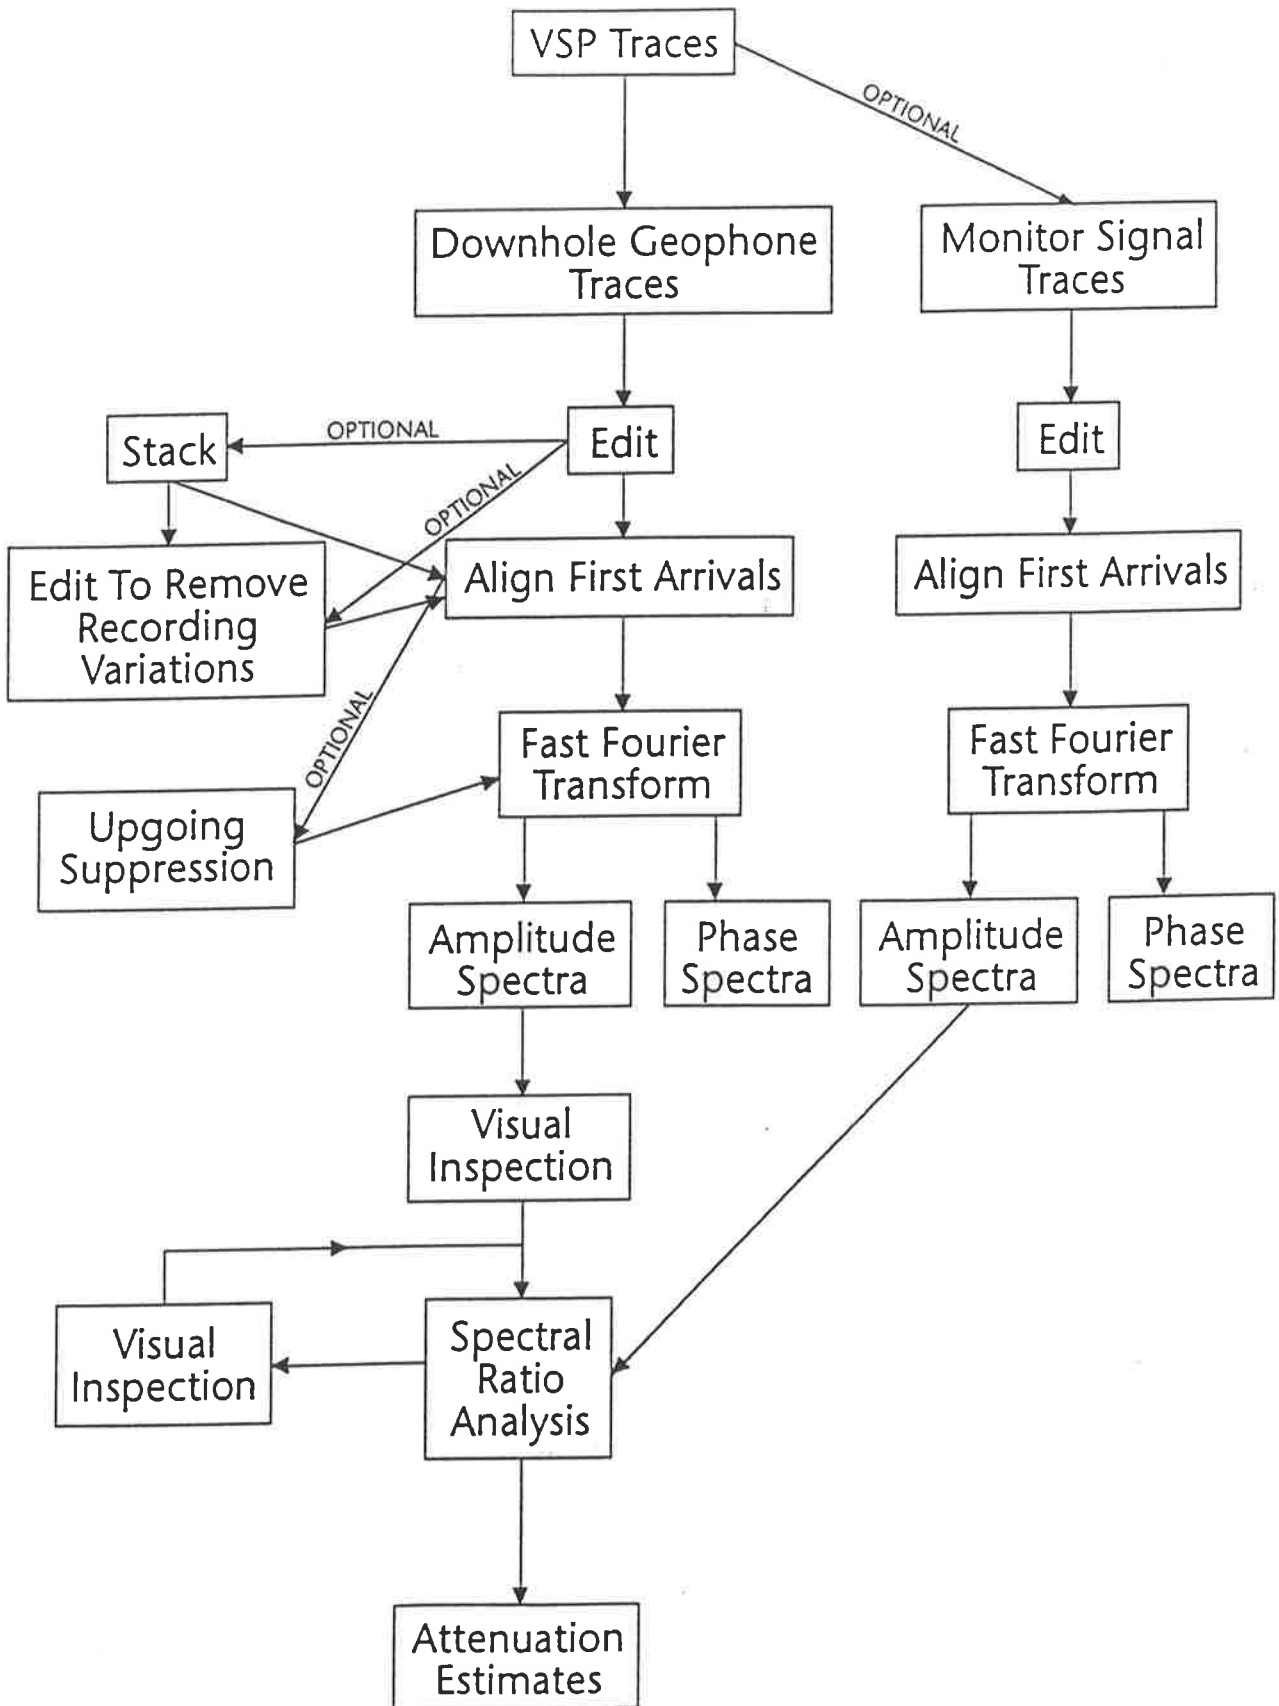 VSP Traces
OPTIONAL
Downhole Geophone
Traces
Monitor Signal
Traces
Stack
OPTIONAL
Edit
Edit
OPTIONAL
Edit To Remove
Recording
Variations
Align First Arrivals
Align First Arrivals
OPTIONAL
Fast Fourier
Transform
Fast Fourier
Transform
Upgoing
Suppression
Amplitude
Spectra
Phase
Spectra
Amplitude
Spectra
Phase
Spectra
Visual
Inspection
Visual
Inspection
Spectral
Ratio
Analysis
Attenuation
Estimates